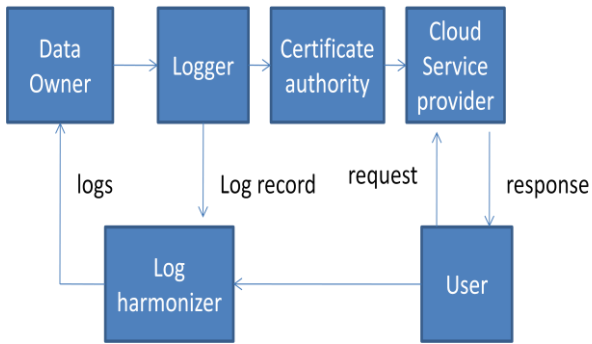 Data
Owner
Logger
Certificate
authority
Cloud
Service
provider
logs
Log record
request
response
Log
harmonizer
User